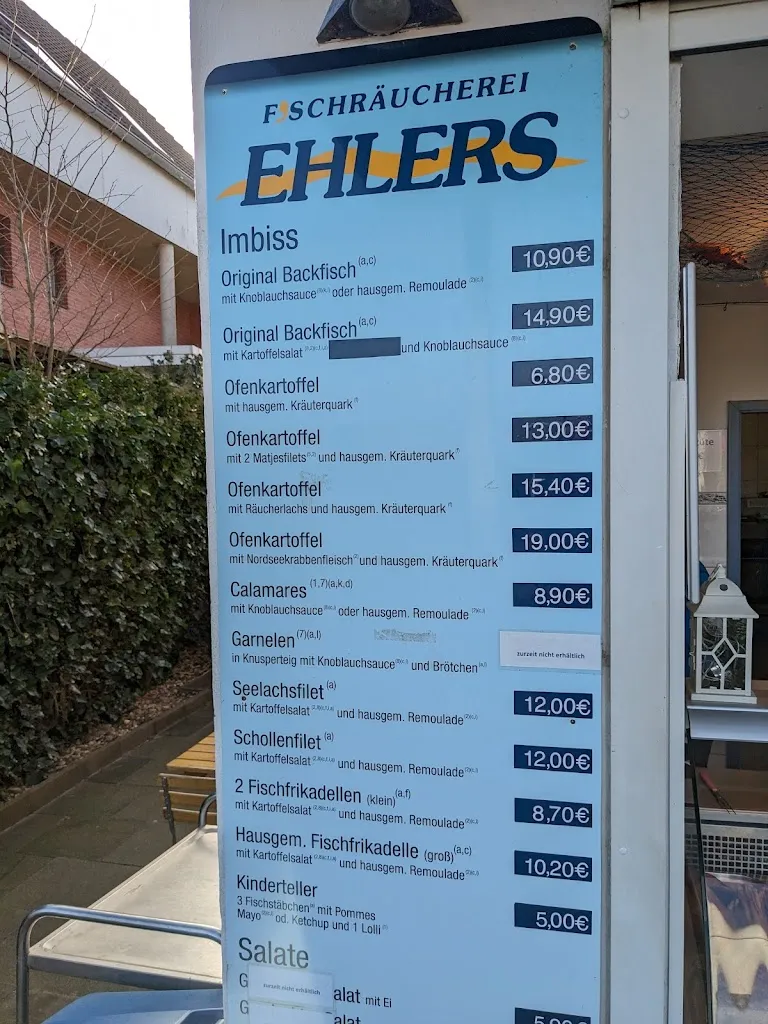 FISCHRÄUCHEREI
EHLERS
Imbiss
Original Backfisch (a,c) 10,90€
mit Knoblauchsauce oder hausgem. Remoulade
Original Backfisch (a,c) 14,90€
mit Kartoffelsalat und Knoblauchsauce
Ofenkartoffel 6,80€
mit hausgem. Kräuterquark
Ofenkartoffel 13,00€
mit 2 Matjesfilets und hausgem. Kräuterquark
Ofenkartoffel 15,40€
mit Räucherlachs und hausgem. Kräuterquark
Ofenkartoffel 19,00€
mit Nordseekrabbenfleisch und hausgem. Kräuterquark
Calamares (1,7)(a,k,d) 8,90€
mit Knoblauchsauce oder hausgem. Remoulade
Garnelen (7)(a,l) zurzeit nicht erhältlich
in Knusperteig mit Knoblauchsauce und Brötchen
Seelachsfilet (a) 12,00€
mit Kartoffelsalat und hausgem. Remoulade
Schollenfilet (a) 12,00€
mit Kartoffelsalat und hausgem. Remoulade
2 Fischfrikadellen (klein) (a,f) 8,70€
mit Kartoffelsalat und hausgem. Remoulade
Hausgem. Fischfrikadelle (groß) (a,c) 10,20€
mit Kartoffelsalat und hausgem. Remoulade
Kinderteller 5,00€
3 Fischstäbchen mit Pommes
Mayo od. Ketchup und 1 Lolli
Salate
zurzeit nicht erhältlich
G alat mit Ei
G alat